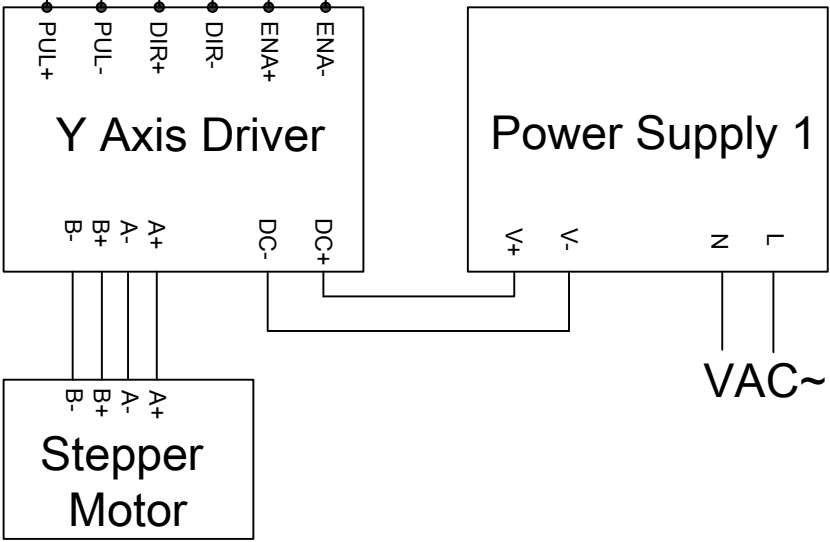 PUL+ PUL- DIR+ DIR- ENA+ ENA-
Y Axis Driver
Power Supply 1
B- B+ A- A+ DC- DC+
V+ V- N L
VAC~
B- B+ A- A+
Stepper
Motor